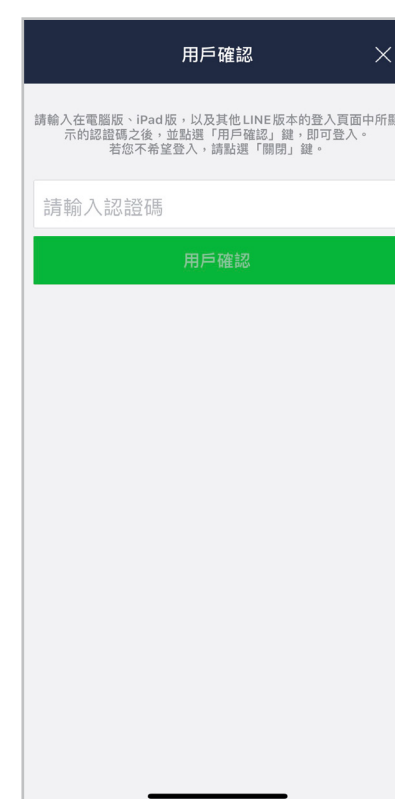 用戶確認
請輸入在電腦版、iPad版，以及其他LINE版本的登入頁面中所顯
示的認證碼之後，並點選「用戶確認」鍵，即可登入。
若您不希望登入，請點選「關閉」鍵。
請輸入認證碼
用戶確認